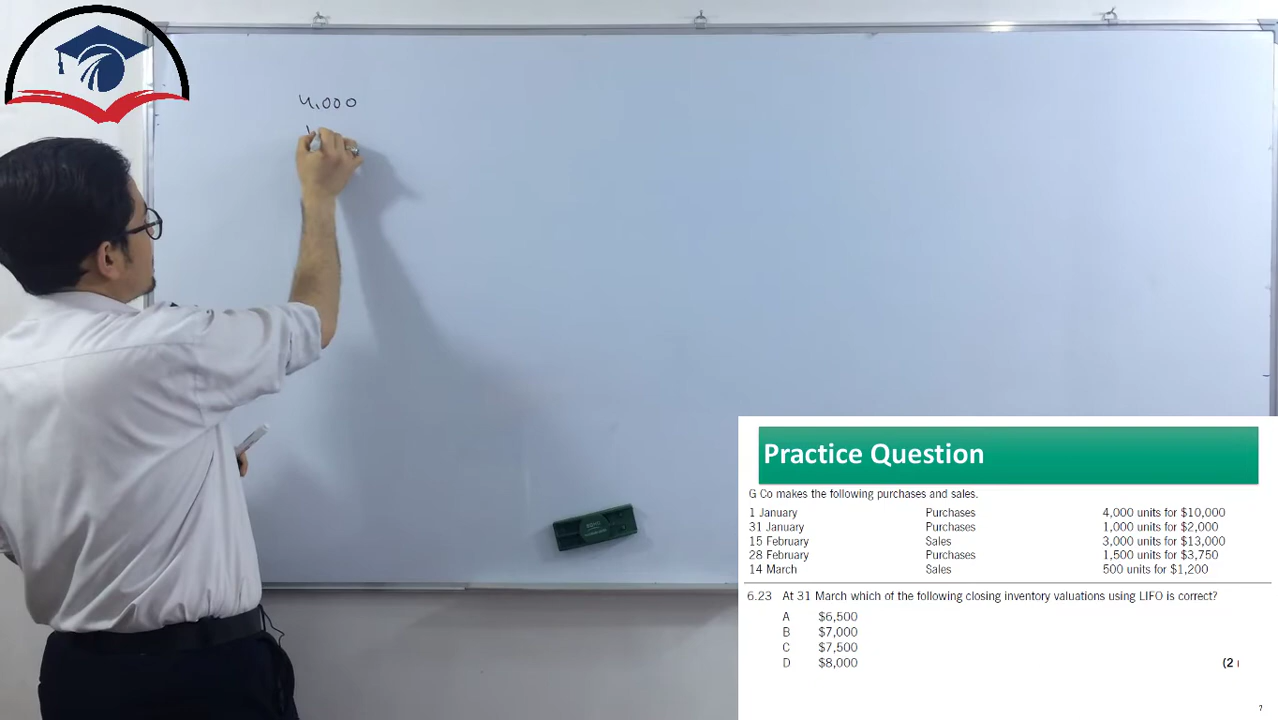 4,000
Practice Question
G Co makes the following purchases and sales.
1 January Purchases 4,000 units for $10,000
31 January Purchases 1,000 units for $2,000
15 February Sales 3,000 units for $13,000
28 February Purchases 1,500 units for $3,750
14 March Sales 500 units for $1,200
6.23 At 31 March which of the following closing inventory valuations using LIFO is correct?
A $6,500
B $7,000
C $7,500
D $8,000
(2
7